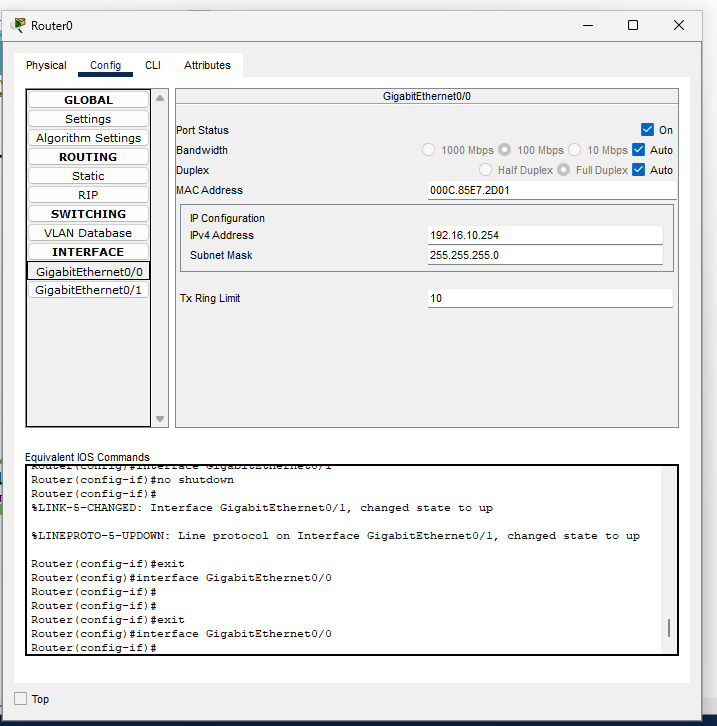 Router0
Physical Config CLI Attributes
GLOBAL
Settings
Algorithm Settings
ROUTING
Static
RIP
SWITCHING
VLAN Database
INTERFACE
GigabitEthernet0/0
GigabitEthernet0/1
GigabitEthernet0/0
Port Status On
Bandwidth 1000 Mbps 100 Mbps 10 Mbps Auto
Duplex Half Duplex Full Duplex Auto
MAC Address 000C.85E7.2D01
IP Configuration
IPv4 Address 192.16.10.254
Subnet Mask 255.255.255.0
Tx Ring Limit 10
Equivalent IOS Commands
Router(config)#interface GigabitEthernet0/1
Router(config-if)#no shutdown
Router(config-if)#
%LINK-5-CHANGED: Interface GigabitEthernet0/1, changed state to up
%LINEPROTO-5-UPDOWN: Line protocol on Interface GigabitEthernet0/1, changed state to up
Router(config-if)#exit
Router(config)#interface GigabitEthernet0/0
Router(config-if)#
Router(config-if)#
Router(config-if)#exit
Router(config)#interface GigabitEthernet0/0
Router(config-if)#
Top